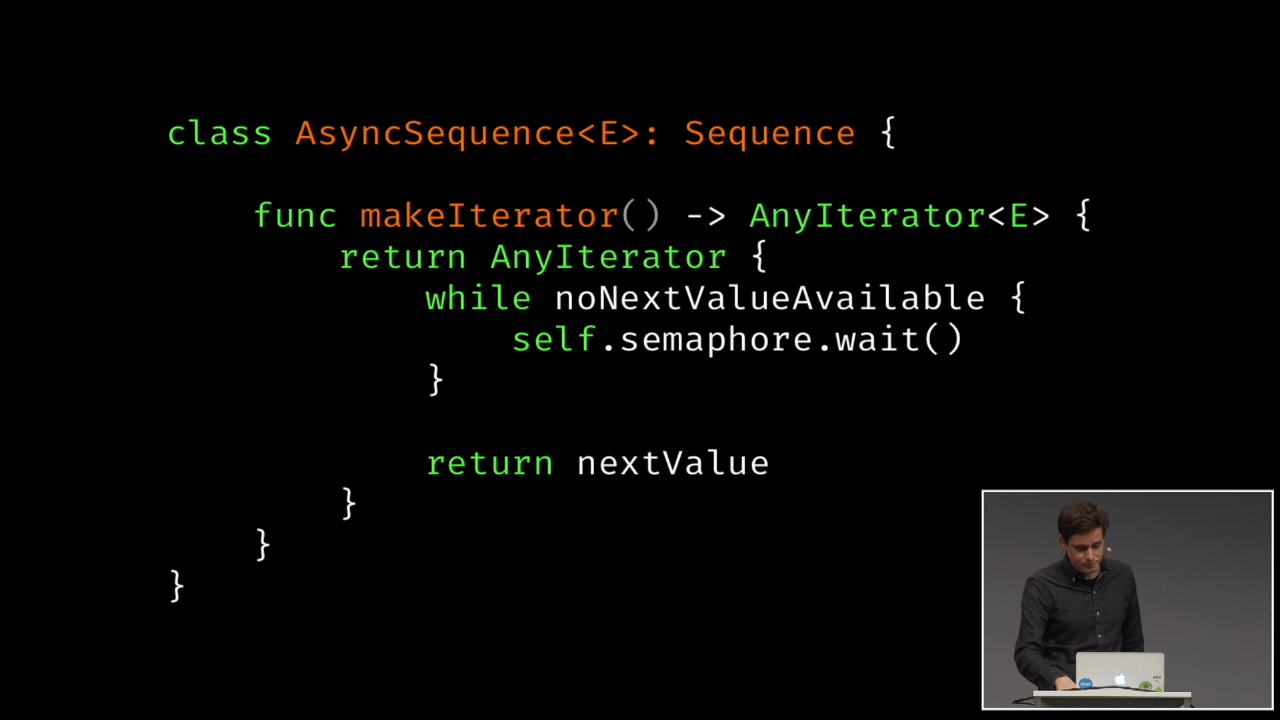 class AsyncSequence<E>: Sequence {
func makeIterator() -> AnyIterator<E> {
return AnyIterator {
while noNextValueAvailable {
self.semaphore.wait()
}
return nextValue
}
}
}